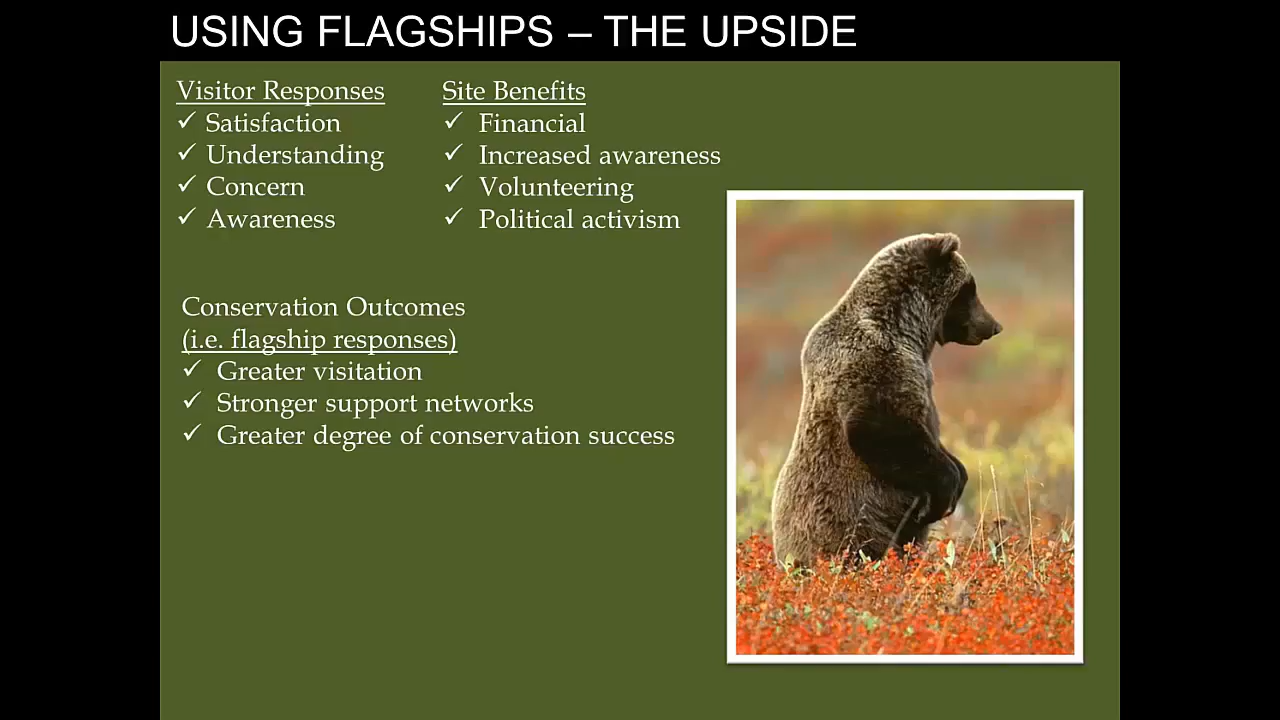 USING FLAGSHIPS – THE UPSIDE
Visitor Responses
✓ Satisfaction
✓ Understanding
✓ Concern
✓ Awareness
Site Benefits
✓ Financial
✓ Increased awareness
✓ Volunteering
✓ Political activism
Conservation Outcomes
(i.e. flagship responses)
✓ Greater visitation
✓ Stronger support networks
✓ Greater degree of conservation success